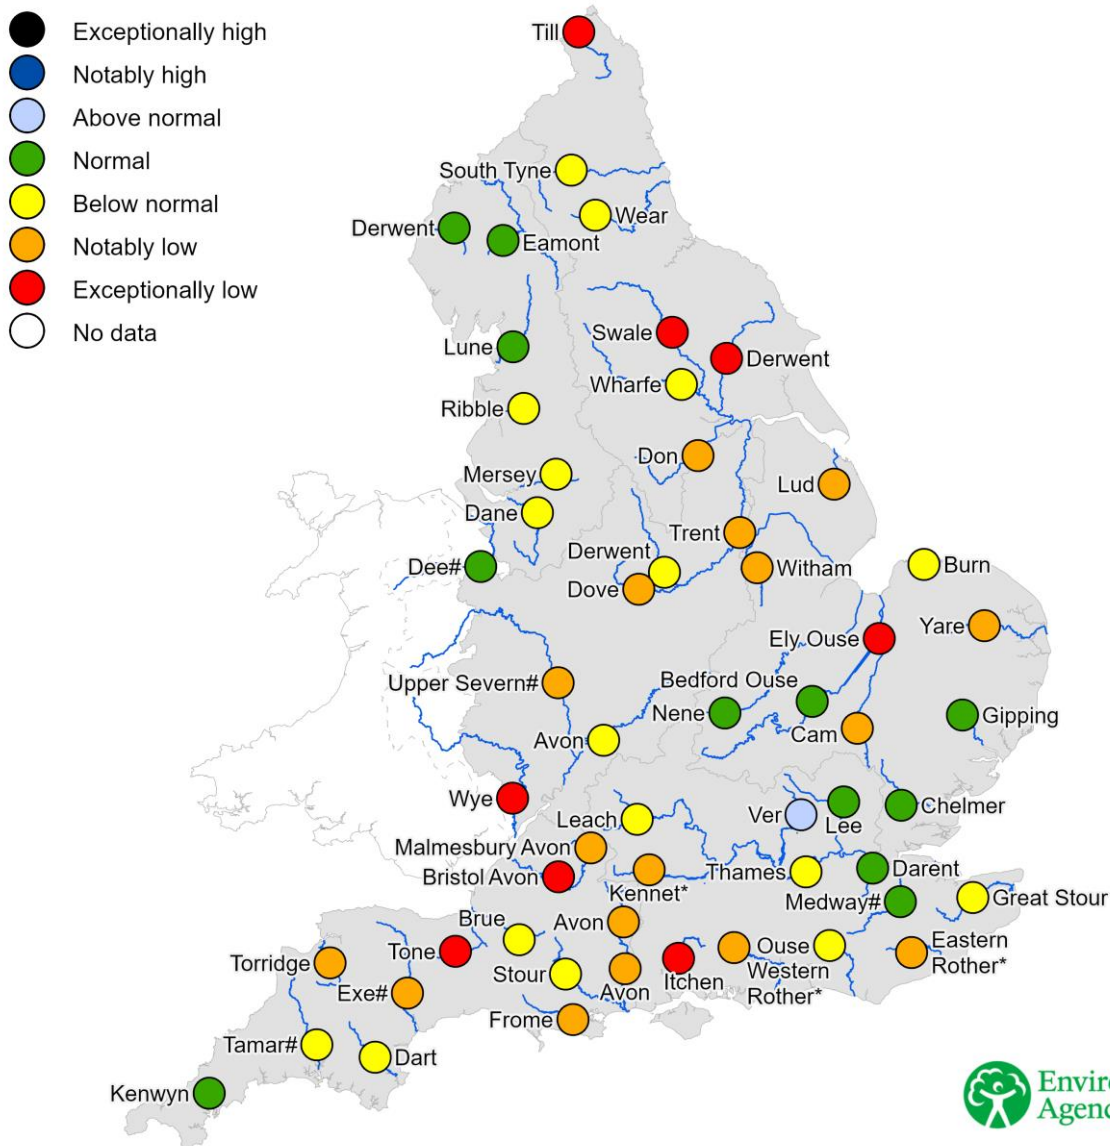 Exceptionally high
Notably high
Above normal
Normal
Below normal
Notably low
Exceptionally low
No data
Till
South Tyne
Wear
Derwent
Eamont
Swale
Lune
Derwent
Wharfe
Ribble
Don
Mersey
Lud
Dane
Trent
Derwent
Dee#
Witham
Burn
Dove
Yare
Ely Ouse
Bedford Ouse
Upper Severn#
Nene
Gipping
Cam
Avon
Wye
Chelmer
Leach
Ver
Lee
Malmesbury Avon
Bristol Avon
Thames
Darent
Kennet*
Medway#
Great Stour
Brue
Avon
Tone
Ouse
Eastern
Rother*
Torridge
Stour
Itchen
Western
Rother*
Exe#
Avon
Frome
Tamar#
Dart
Kenwyn
Enviro
Agenc